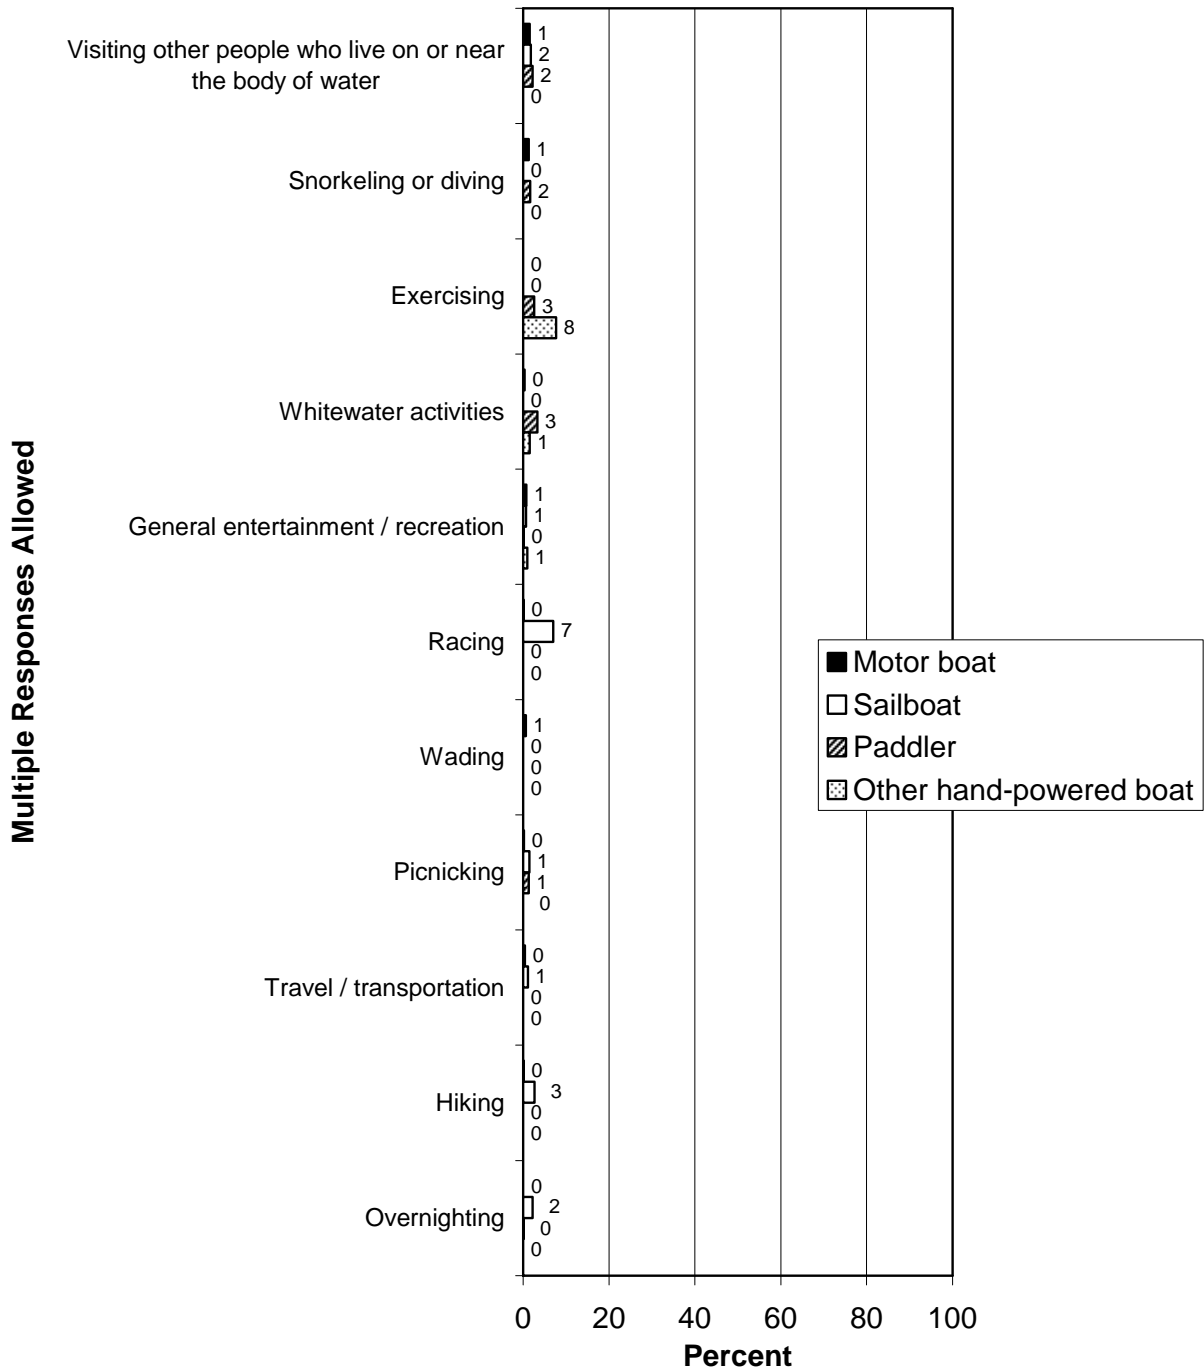 Visiting other people who live on or near
the body of water
1
2
2
0
Snorkeling or diving
1
0
2
0
Exercising
0
0
3
8
Whitewater activities
0
0
3
1
General entertainment / recreation
1
1
0
1
Racing
0
7
0
0
Wading
1
0
0
0
Picnicking
0
1
1
0
Travel / transportation
0
1
0
0
Hiking
0
3
0
0
Overnighting
0
2
0
0
Multiple Responses Allowed
Motor boat
Sailboat
Paddler
Other hand-powered boat
0 20 40 60 80 100
Percent